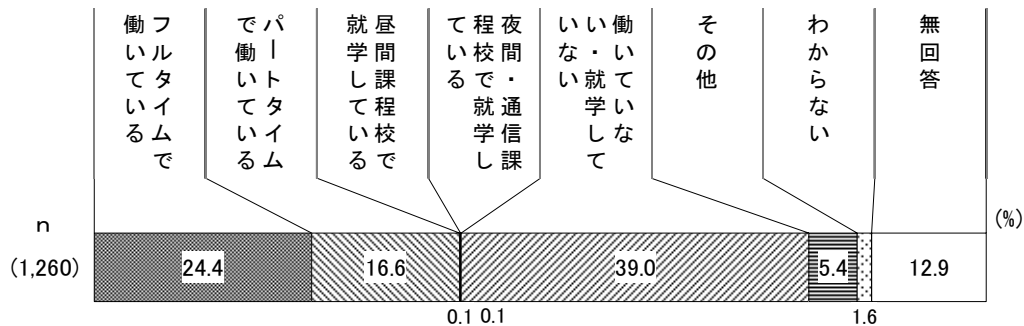 フルタイムで
働いている
パートタイム
で働いている
昼間課程校で
就学している
夜間・通信課
程校で就学し
ている
働いていな
い・就学して
いない
その他
わからない
無回答
(%)
n
(1,260)
24.4
16.6
39.0
5.4
12.9
0.1
0.1
1.6